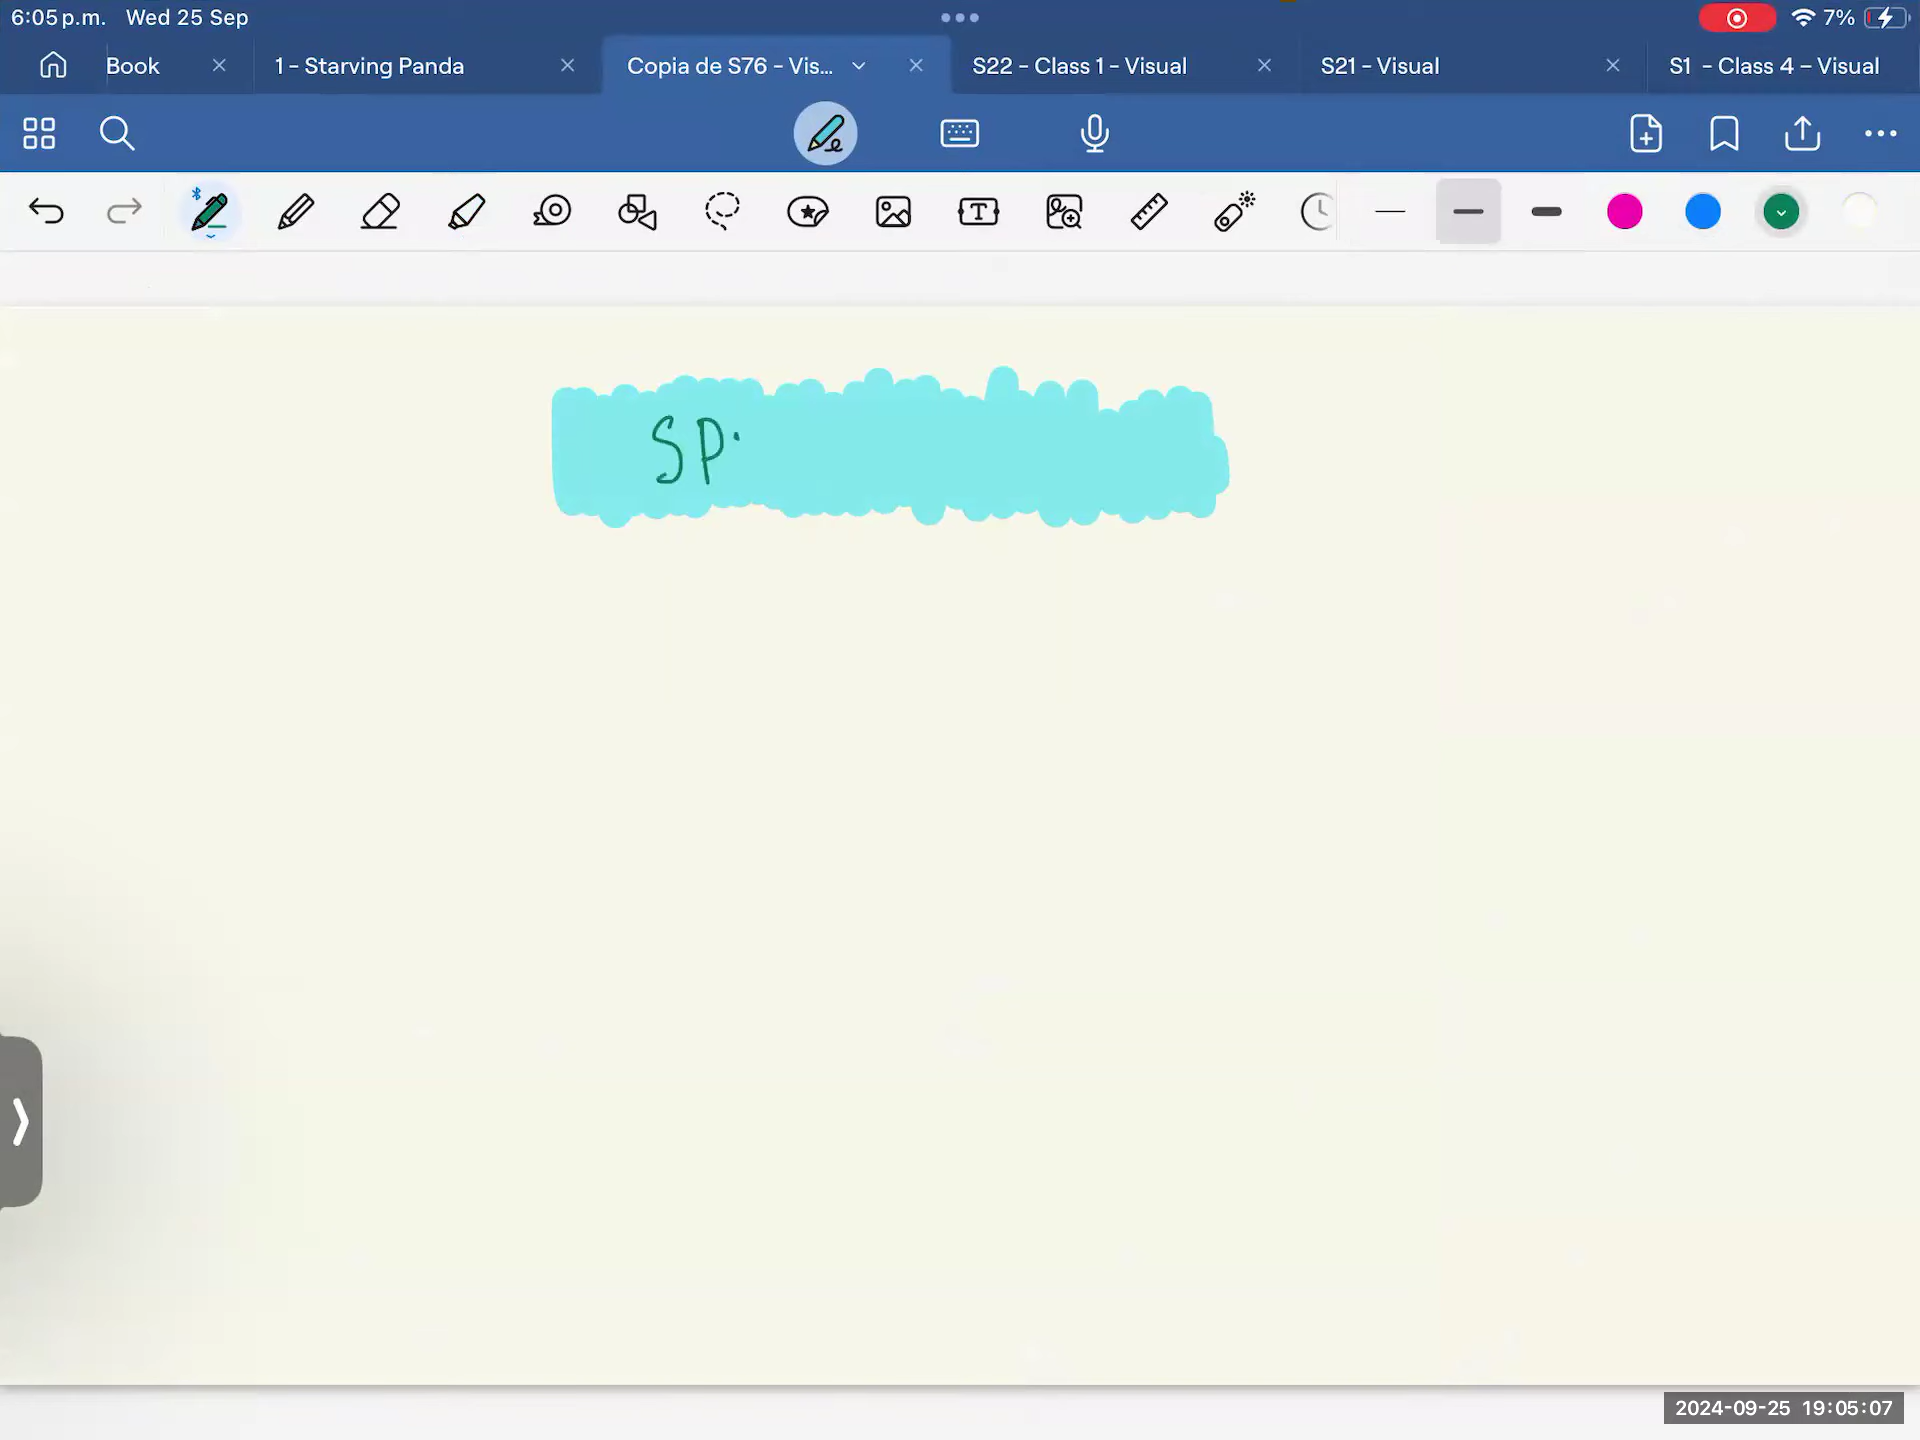 6:05 p.m. Wed 25 Sep
7%
Book
1 - Starving Panda
Copia de S76 - Vis...
S22 - Class 1 - Visual
S21 - Visual
S1 - Class 4 - Visual
T
SP
2024-09-25 19:05:07